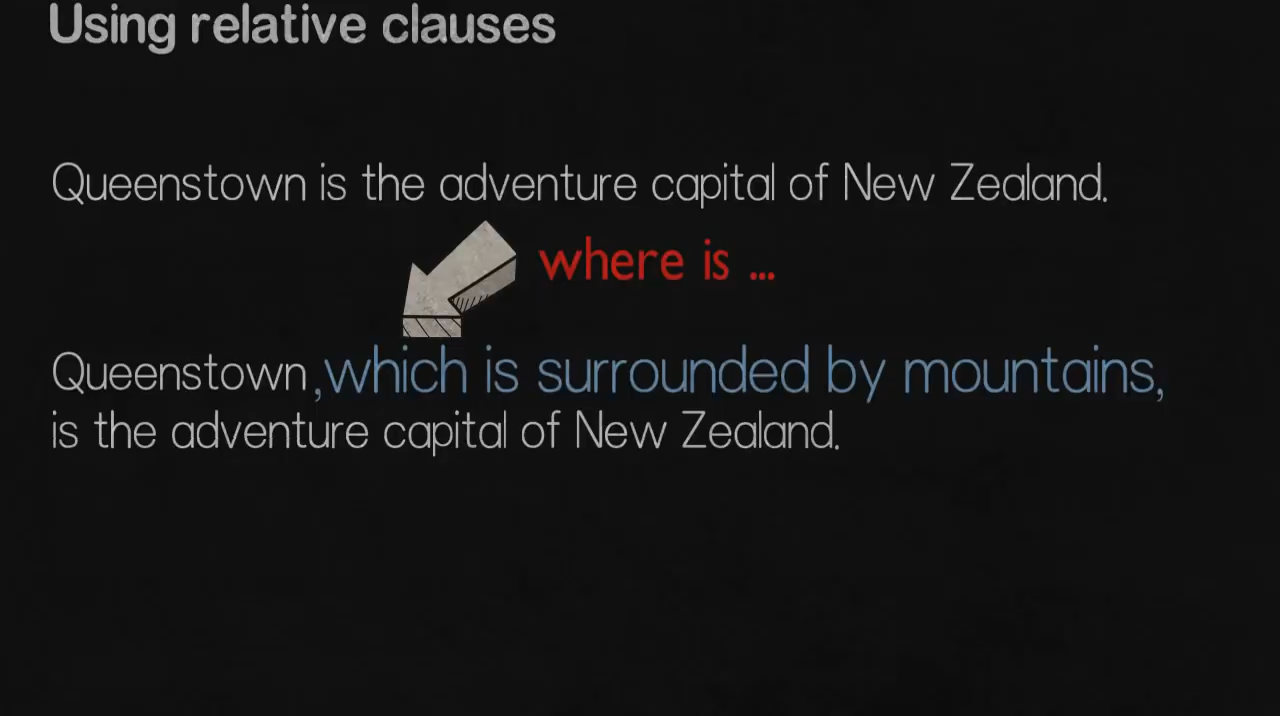 Using relative clauses
Queenstown is the adventure capital of New Zealand.
where is ...
Queenstown ,which is surrounded by mountains,
is the adventure capital of New Zealand.